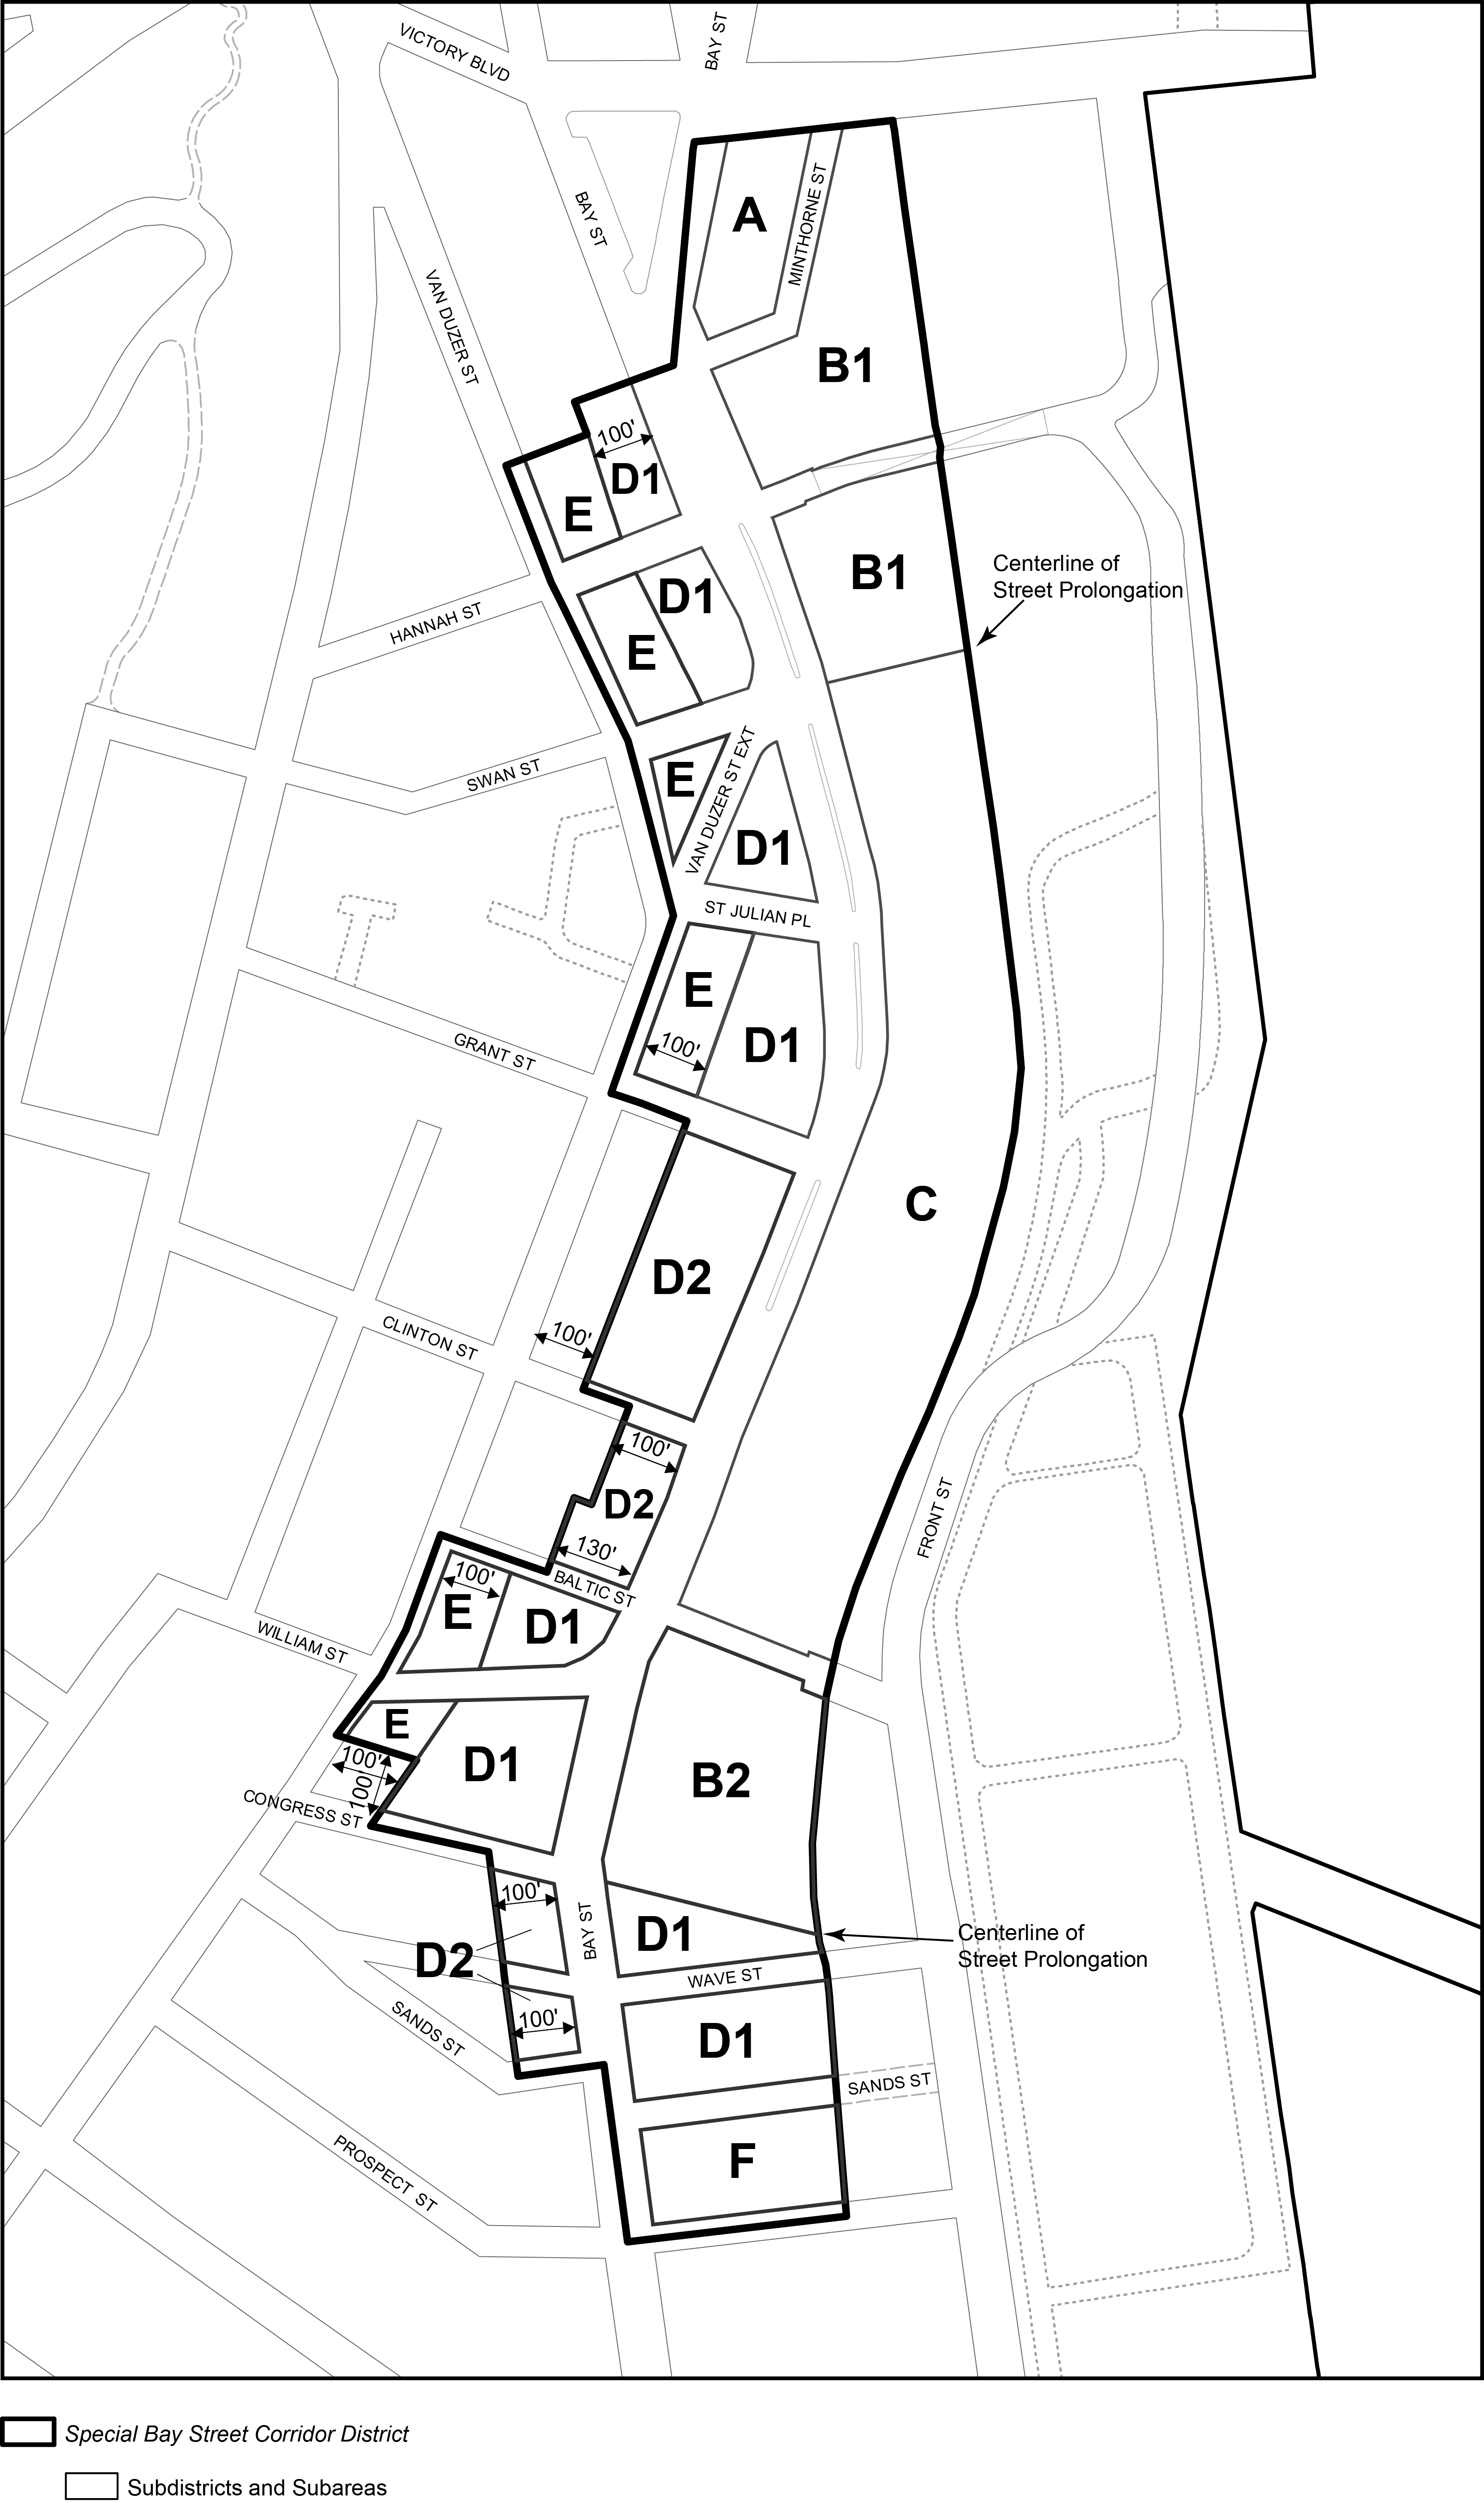 VICTORY BLVD
BAY ST
BAY ST
A
MINTHORNE ST
VAN DUZER ST
B1
100'
D1
E
B1
Centerline of
Street Prolongation
D1
HANNAH ST
E
VAN DUZER ST EXT
SWAN ST
E
D1
ST JULIAN PL
E
100'
D1
GRANT ST
C
D2
CLINTON ST
100'
100'
D2
FRONT ST
130'
BALTIC ST
100'
E
D1
WILLIAM ST
E
100'
100'
D1
B2
CONGRESS ST
100'
BAY ST
D1
Centerline of
Street Prolongation
D2
WAVE ST
100'
SANDS ST
D1
SANDS ST
PROSPECT ST
F
Special Bay Street Corridor District
Subdistricts and Subareas